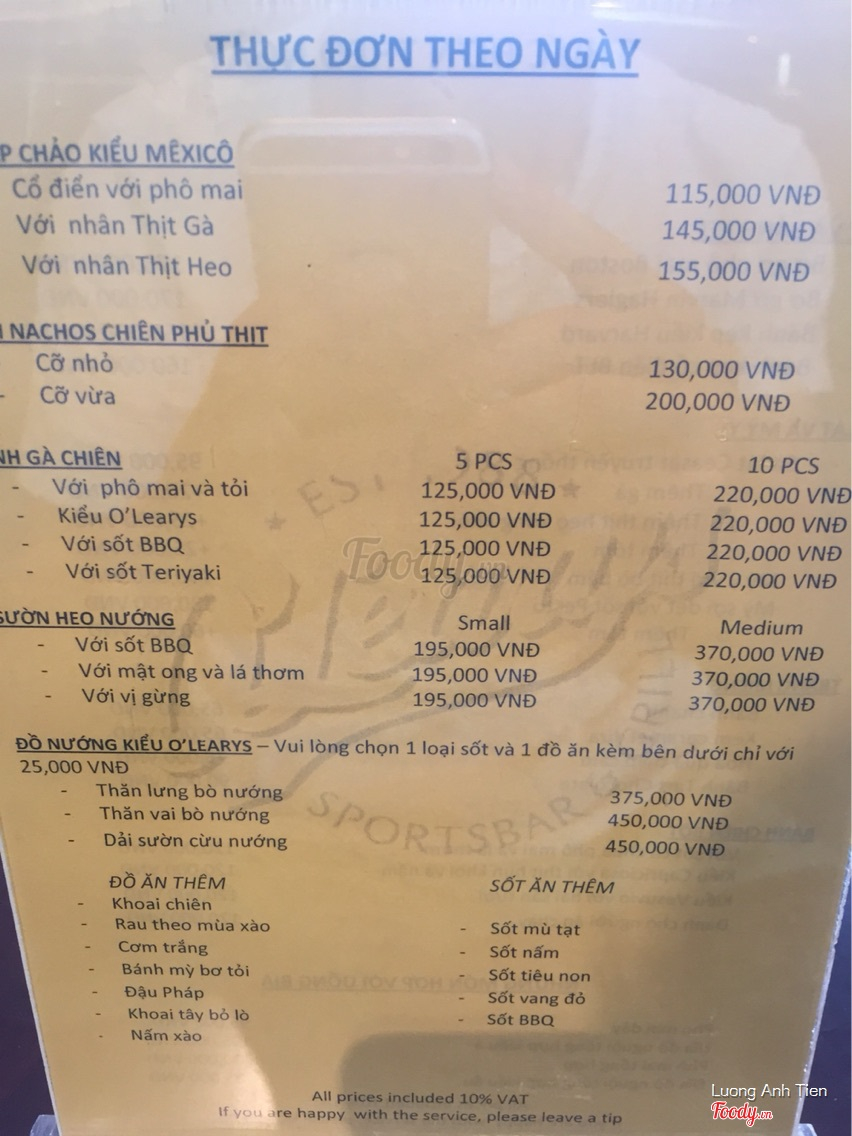 THỰC ĐƠN THEO NGÀY
P CHẢO KIỂU MÊXICÔ
Cổ điển với phô mai 115,000 VNĐ
Với nhân Thịt Gà 145,000 VNĐ
Với nhân Thịt Heo 155,000 VNĐ
NACHOS CHIÊN PHỦ THỊT
Cỡ nhỏ 130,000 VNĐ
- Cỡ vừa 200,000 VNĐ
NH GÀ CHIÊN 5 PCS 10 PCS
- Với phô mai và tỏi 125,000 VNĐ 220,000 VNĐ
- Kiểu O'Learys 125,000 VNĐ 220,000 VNĐ
- Với sốt BBQ 125,000 VNĐ 220,000 VNĐ
- Với sốt Teriyaki 125,000 VNĐ 220,000 VNĐ
SƯỜN HEO NƯỚNG Small Medium
- Với sốt BBQ 195,000 VNĐ 370,000 VNĐ
- Với mật ong và lá thơm 195,000 VNĐ 370,000 VNĐ
- Với vị gừng 195,000 VNĐ 370,000 VNĐ
ĐỒ NƯỚNG KIỂU O'LEARYS – Vui lòng chọn 1 loại sốt và 1 đồ ăn kèm bên dưới chỉ với
25,000 VNĐ
- Thăn lưng bò nướng 375,000 VNĐ
- Thăn vai bò nướng 450,000 VNĐ
- Dải sườn cừu nướng 450,000 VNĐ
ĐỒ ĂN THÊM
- Khoai chiên
- Rau theo mùa xào
- Cơm trắng
- Bánh mỳ bơ tỏi
- Đậu Pháp
- Khoai tây bỏ lò
- Nấm xào
SỐT ĂN THÊM
- Sốt mù tạt
- Sốt nấm
- Sốt tiêu non
- Sốt vang đỏ
- Sốt BBQ
All prices included 10% VAT
If you are happy with the service, please leave a tip
EST
O'Learys
SPORTSBAR
Foody.vn
Luong Anh Tien
Foody.vn